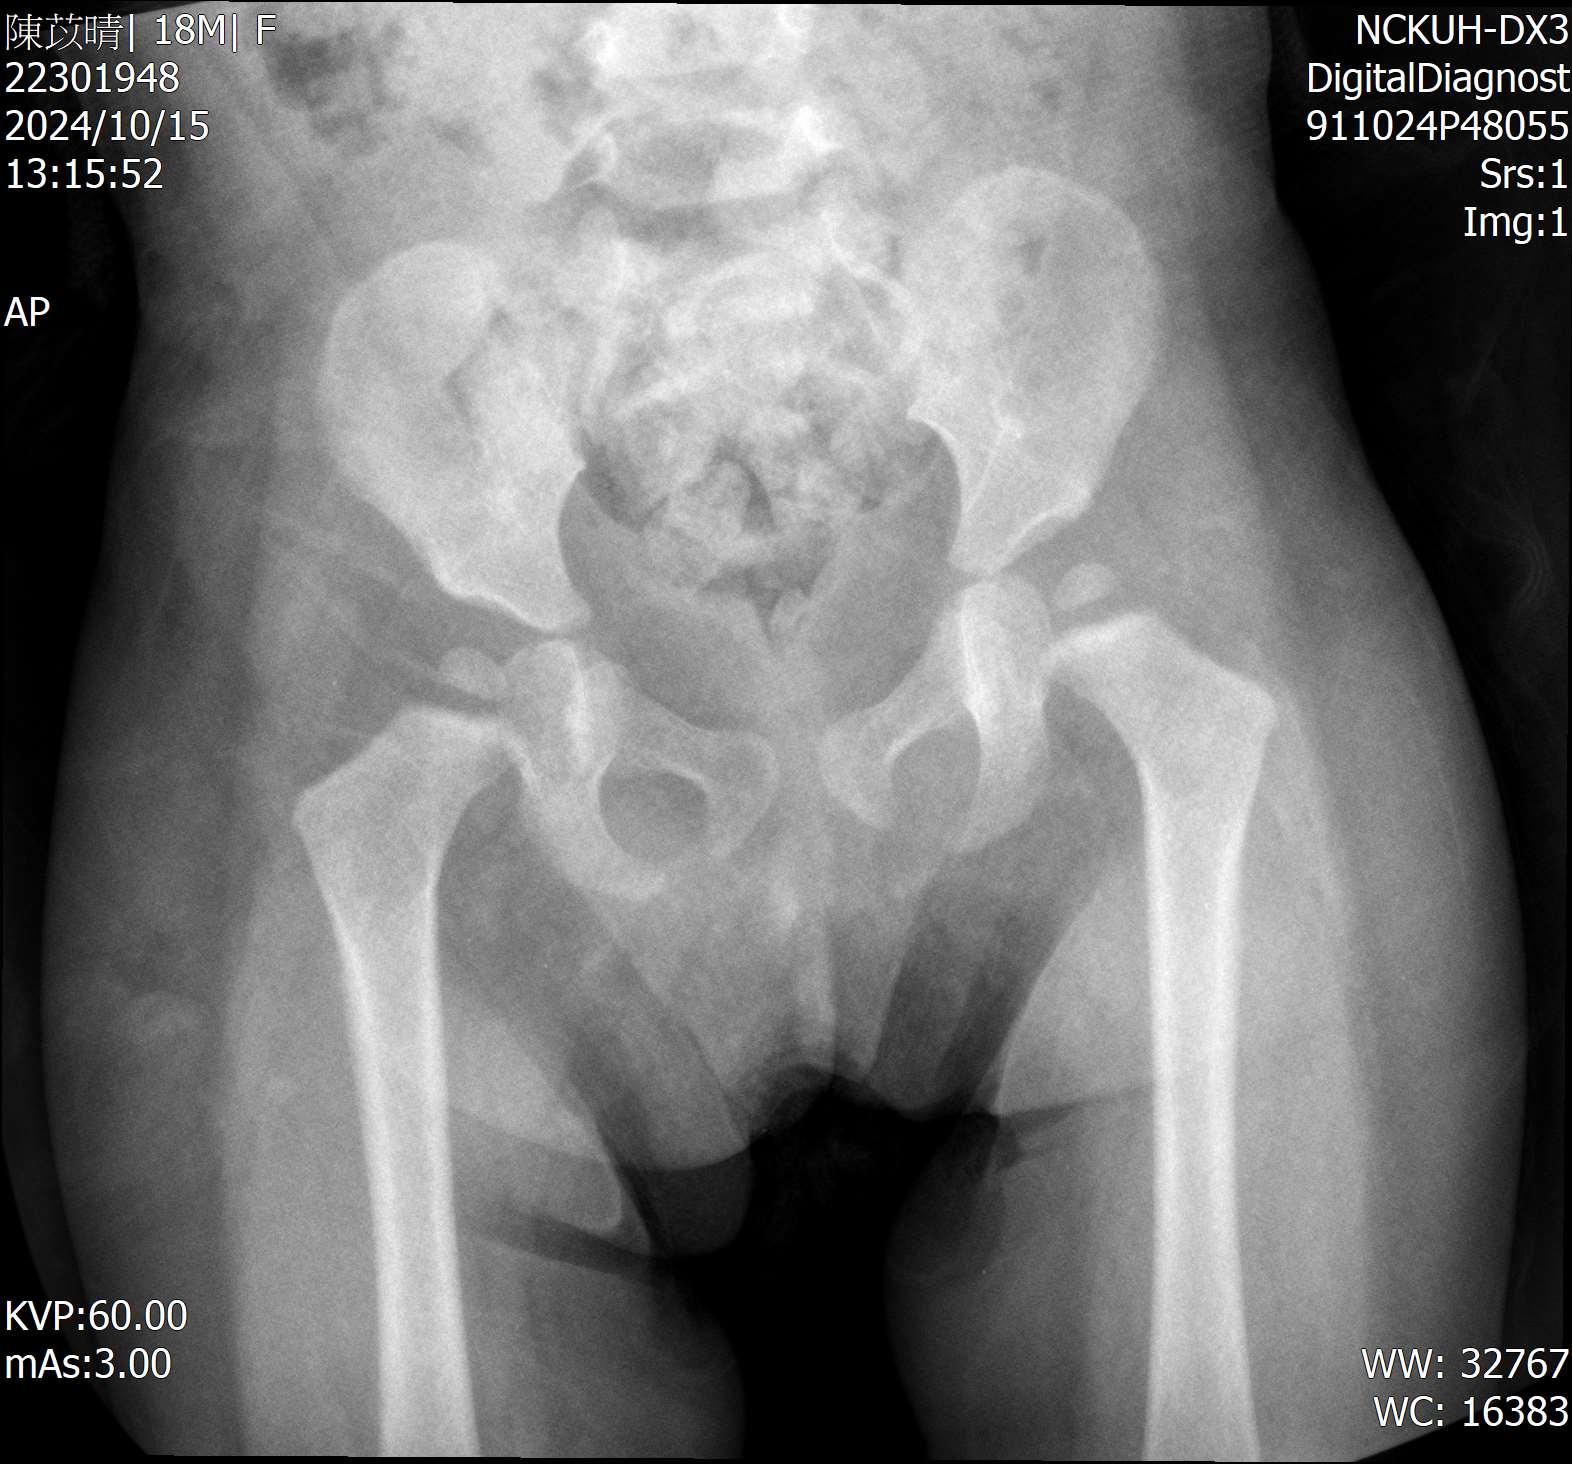 陳苡晴| 18M| F
22301948
2024/10/15
13:15:52
AP
NCKUH-DX3
DigitalDiagnost
911024P48055
Srs:1
Img:1
KVP:60.00
mAs:3.00
WW: 32767
WC: 16383